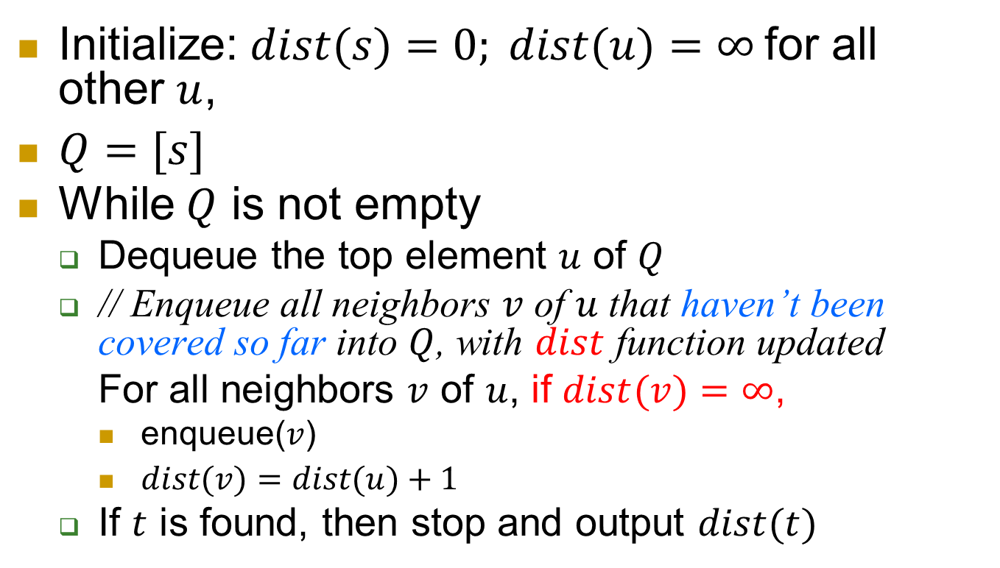 Initialize: dist(s) = 0; dist(u) = ∞ for all
other u,
Q = [s]
While Q is not empty
Dequeue the top element u of Q
// Enqueue all neighbors v of u that haven’t been
covered so far into Q, with dist function updated
For all neighbors v of u, if dist(v) = ∞,
enqueue(v)
dist(v) = dist(u) + 1
If t is found, then stop and output dist(t)